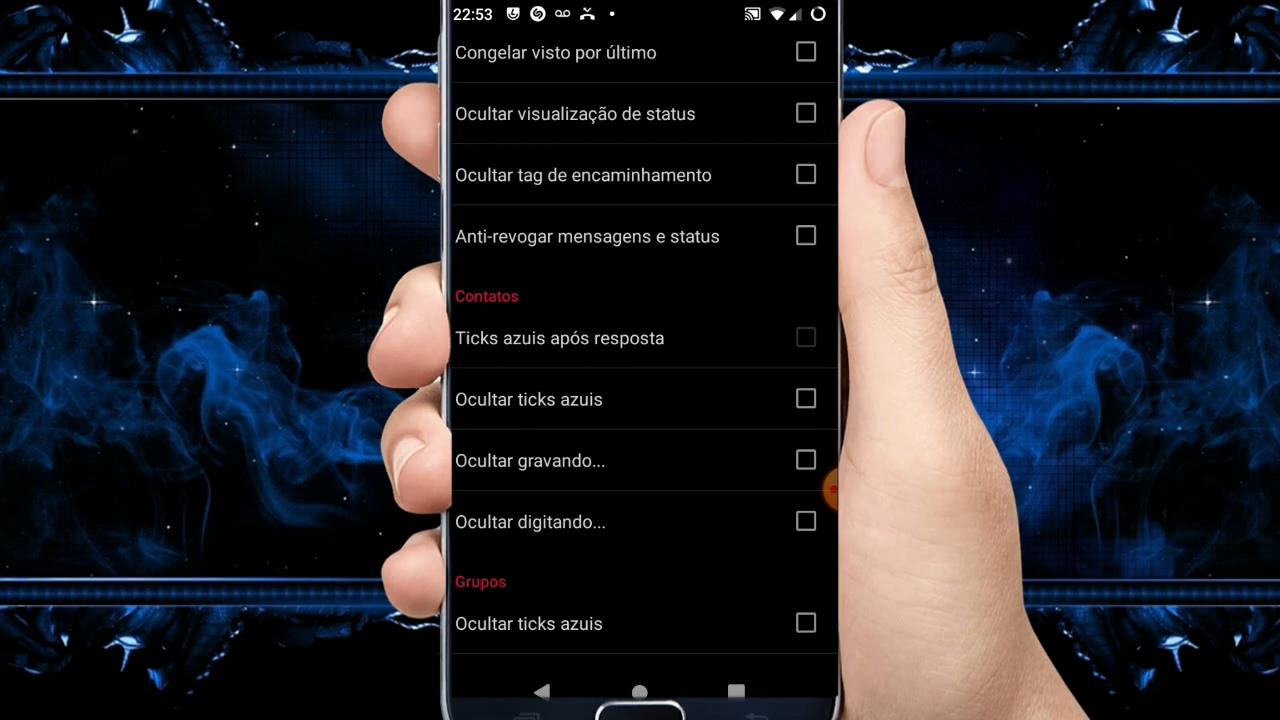 22:53
Congelar visto por último
Ocultar visualização de status
Ocultar tag de encaminhamento
Anti-revogar mensagens e status
Contatos
Ticks azuis após resposta
Ocultar ticks azuis
Ocultar gravando...
Ocultar digitando...
Grupos
Ocultar ticks azuis